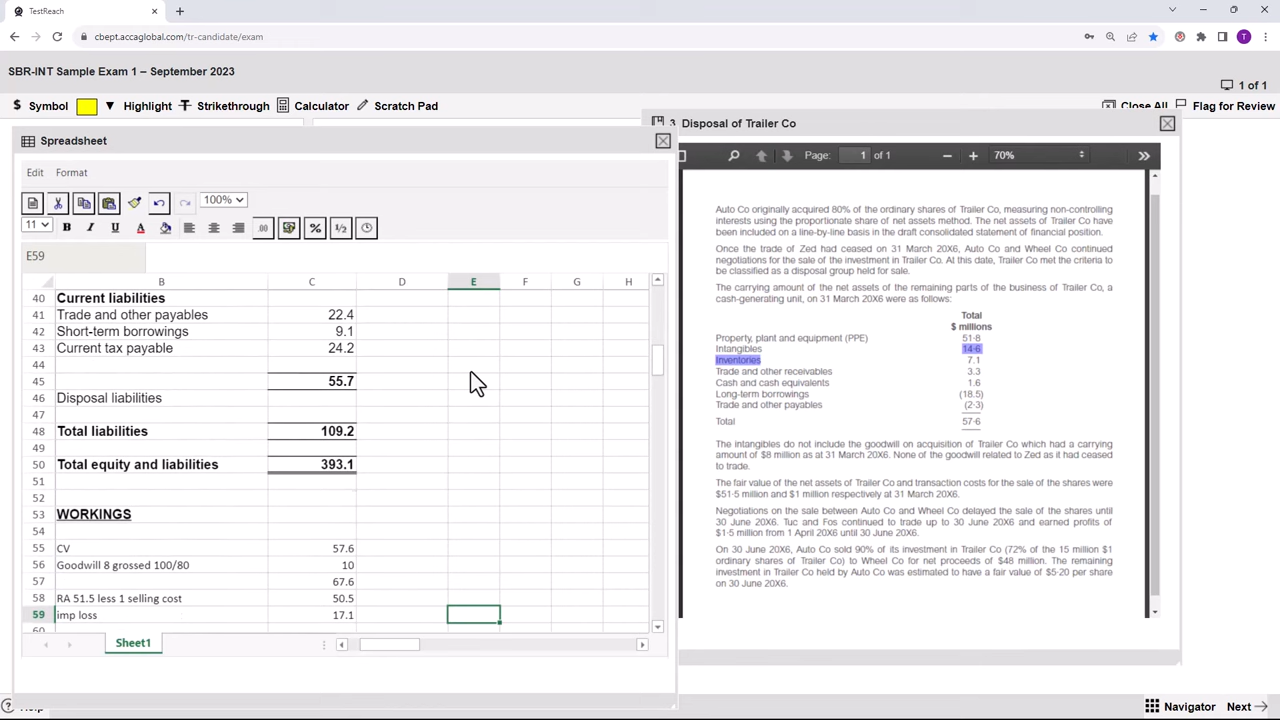 TestReach
cbept.accaglobal.com/tr-candidate/exam
T
SBR-INT Sample Exam 1 – September 2023
1 of 1
$ Symbol Highlight Strikethrough Calculator Scratch Pad
Close All Flag for Review
Spreadsheet
Edit Format
100%
11 B I U A .00 % 1/2
E59
B C D E F G H
40 Current liabilities
41 Trade and other payables 22.4
42 Short-term borrowings 9.1
43 Current tax payable 24.2
44
45 55.7
46 Disposal liabilities
47
48 Total liabilities 109.2
49
50 Total equity and liabilities 393.1
51
52
53 WORKINGS
54
55 CV 57.6
56 Goodwill 8 grossed 100/80 10
57 67.6
58 RA 51.5 less 1 selling cost 50.5
59 imp loss 17.1
60
Sheet1
3 Disposal of Trailer Co
Page: 1 of 1 70%
Auto Co originally acquired 80% of the ordinary shares of Trailer Co, measuring non-controlling
interests using the proportionate share of net assets method. The net assets of Trailer Co have
been included on a line-by-line basis in the draft consolidated statement of financial position.
Once the trade of Zed had ceased on 31 March 20X6, Auto Co and Wheel Co continued
negotiations for the sale of the investment in Trailer Co. At this date, Trailer Co met the criteria to
be classified as a disposal group held for sale.
The carrying amount of the net assets of the remaining parts of the business of Trailer Co, a
cash-generating unit, on 31 March 20X6 were as follows:
Total
$ millions
Property, plant and equipment (PPE) 51·8
Intangibles 14·6
Inventories 7.1
Trade and other receivables 3.3
Cash and cash equivalents 1.6
Long-term borrowings (18.5)
Trade and other payables (2·3)
Total 57·6
The intangibles do not include the goodwill on acquisition of Trailer Co which had a carrying
amount of $8 million as at 31 March 20X6. None of the goodwill related to Zed as it had ceased
to trade.
The fair value of the net assets of Trailer Co and transaction costs for the sale of the shares were
$51·5 million and $1 million respectively at 31 March 20X6.
Negotiations on the sale between Auto Co and Wheel Co delayed the sale of the shares until
30 June 20X6. Tuc and Fos continued to trade up to 30 June 20X6 and earned profits of
$1·5 million from 1 April 20X6 until 30 June 20X6.
On 30 June 20X6, Auto Co sold 90% of its investment in Trailer Co (72% of the 15 million $1
ordinary shares of Trailer Co) to Wheel Co for net proceeds of $48 million. The remaining
investment in Trailer Co held by Auto Co was estimated to have a fair value of $5·20 per share
on 30 June 20X6.
Help
Navigator Next